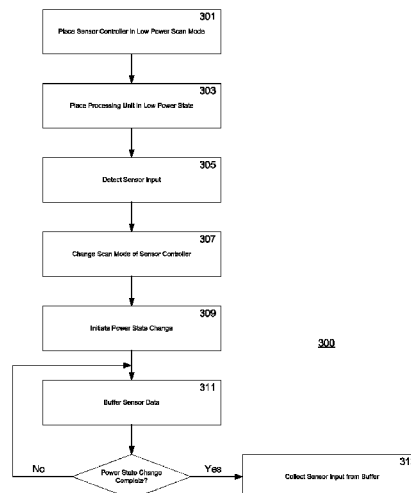 301
Place Sensor Controller in Low Power Scan Mode
303
Place Processing Unit in Low Power State
305
Detect Sensor Input
307
Change Scan Mode of Sensor Controller
309
Initiate Power State Change
300
311
Buffer Sensor Data
No
Power State Change
Complete?
Yes
31
Collect Sensor Input from Buffer